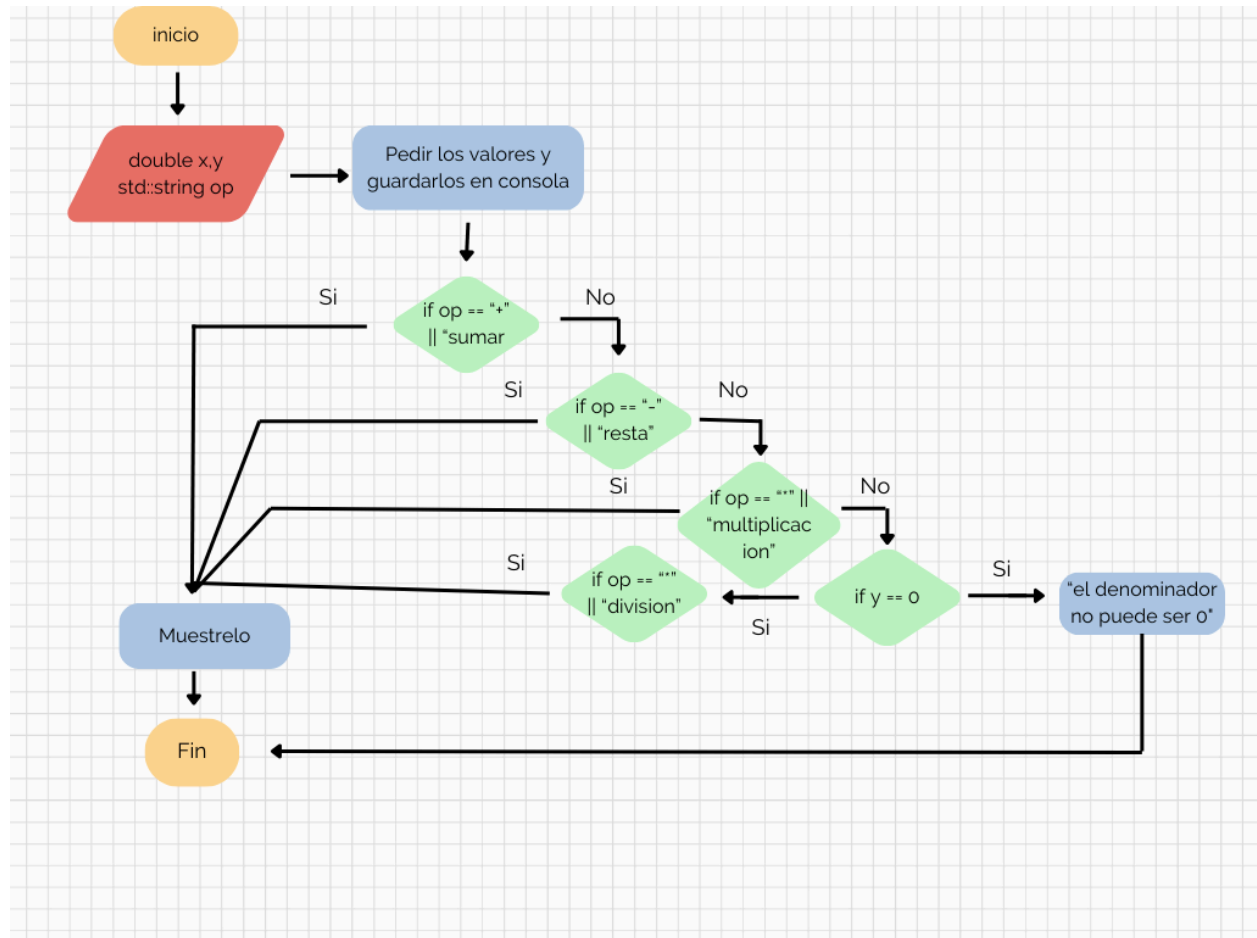 inicio
double x,y
std::string op
Pedir los valores y
guardarlos en consola
Si
if op == “+”
|| “sumar
No
Si
if op == “-”
|| “resta”
No
Si
if op == “*” ||
“multiplicac
ion”
No
Si
if op == “*”
|| “division”
Si
if y == 0
Si
“el denominador
no puede ser 0"
Muestrelo
Fin